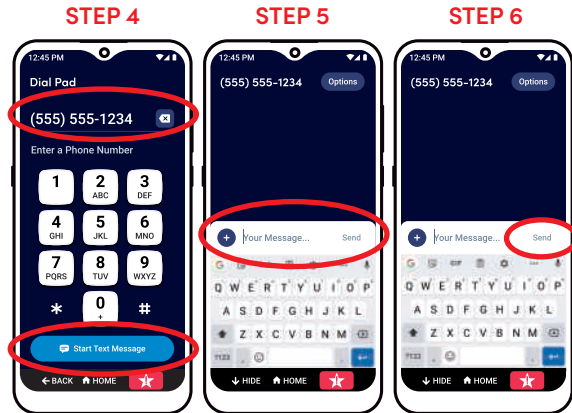 STEP 4
12:45 PM
Dial Pad
(555) 555-1234
Enter a Phone Number
1 2 ABC 3 DEF
4 GHI 5 JKL 6 MNO
7 PQRS 8 TUV 9 WXYZ
* 0 + #
Start Text Message
BACK HOME
STEP 5
12:45 PM
(555) 555-1234 Options
+ Your Message... Send
G
Q W E R T Y U I O P
A S D F G H J K L
Z X C V B N M
?123 , .
HIDE HOME
STEP 6
12:45 PM
(555) 555-1234 Options
+ Your Message... Send
G GIF
Q W E R T Y U I O P
A S D F G H J K L
Z X C V B N M
?123 , .
HIDE HOME